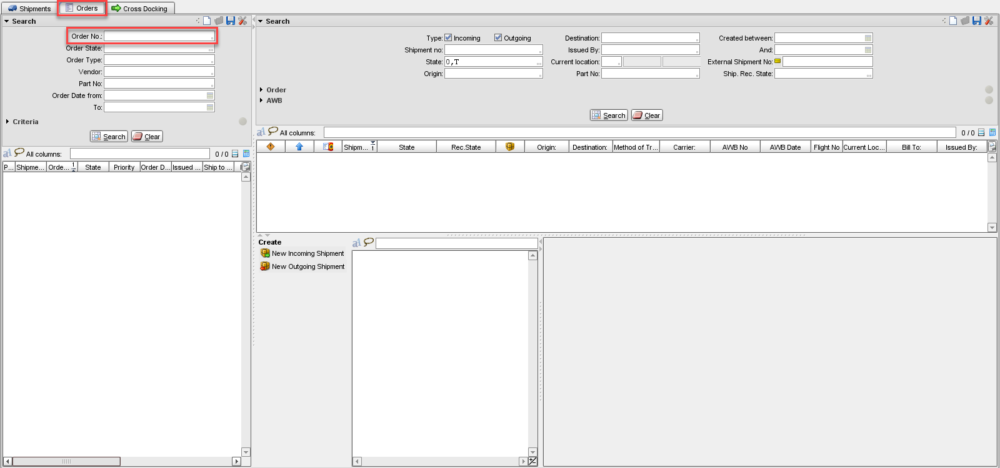 Shipments Orders Cross Docking
Search
Order No.:
Order State:
Order Type:
Vendor:
Part No:
Order Date from:
To:
Criteria
Search Clear
All columns: 0 / 0
P... Shipme... Orde... 1 State Priority Order D... Issued ... Ship to ...
Search
Type: Incoming Outgoing Destination: Created between:
Shipment no: Issued By: And:
State: O,T Current location: External Shipment No:
Origin: Part No: Ship. Rec. State:
Order
AWB
Search Clear
All columns: 0 / 0
Shipm... 1 State Rec.State Origin: Destination: Method of Tr... Carrier: AWB No AWB Date Flight No Current Loc... Bill To: Issued By:
Create
New Incoming Shipment
New Outgoing Shipment